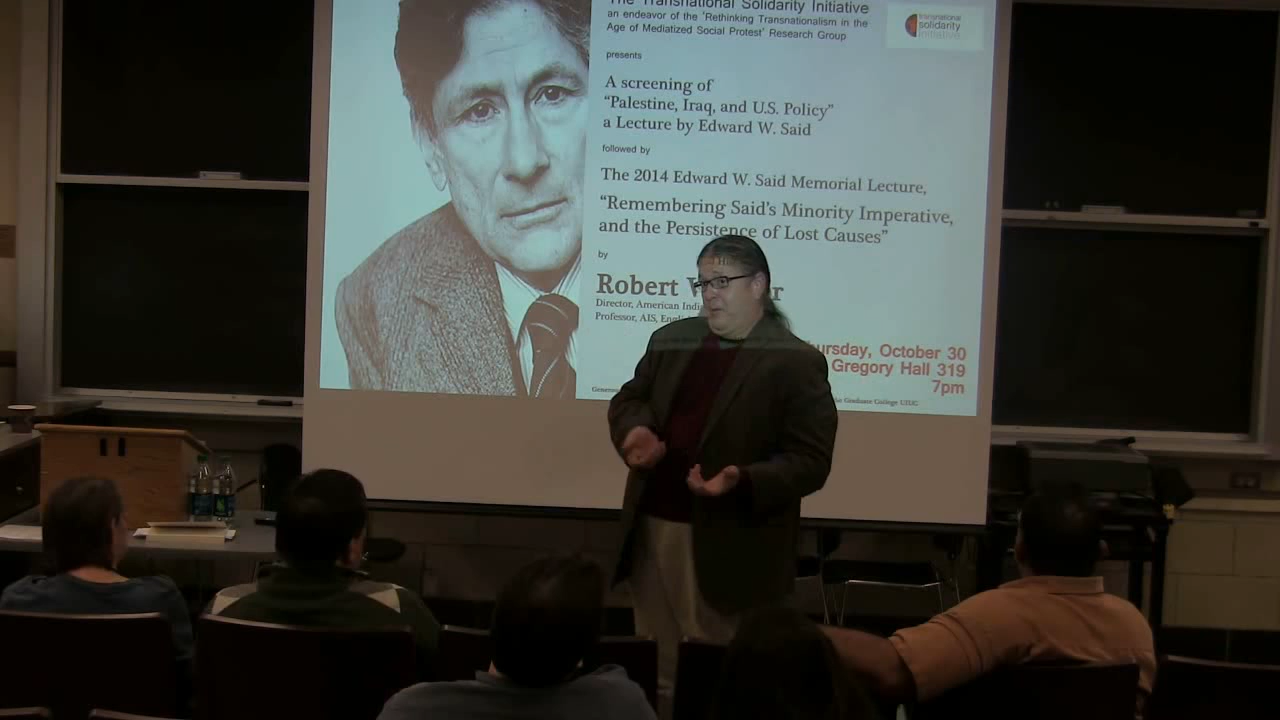 The Transnational Solidarity Initiative
an endeavor of the 'Rethinking Transnationalism in the
Age of Mediatized Social Protest' Research Group
transnational
solidarity
initiative
presents
A screening of
"Palestine, Iraq, and U.S. Policy"
a Lecture by Edward W. Said
followed by
The 2014 Edward W. Said Memorial Lecture,
"Remembering Said's Minority Imperative,
and the Persistence of Lost Causes"
by
Robert
Director, American
Professor, AIS,
October 30
Gregory Hall 319
7pm
Graduate College UIUC